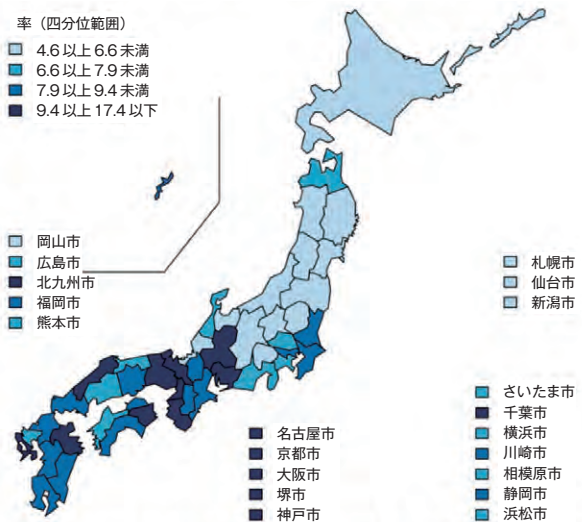 率（四分位範囲）
4.6以上6.6未満
6.6以上7.9未満
7.9以上9.4未満
9.4以上17.4以下
岡山市
広島市
北九州市
福岡市
熊本市
札幌市
仙台市
新潟市
名古屋市
京都市
大阪市
堺市
神戸市
さいたま市
千葉市
横浜市
川崎市
相模原市
静岡市
浜松市